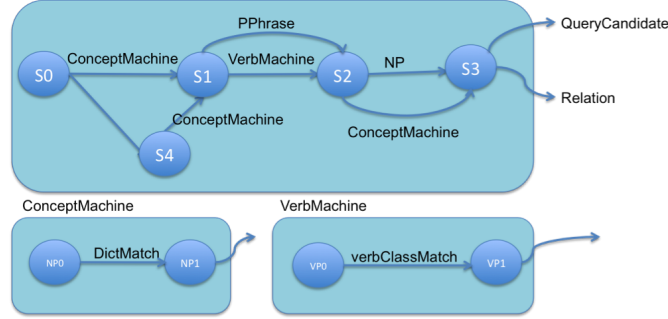 PPhrase
QueryCandidate
ConceptMachine
VerbMachine
NP
S0
S1
S2
S3
Relation
ConceptMachine
ConceptMachine
S4
ConceptMachine
VerbMachine
DictMatch
verbClassMatch
NP0
NP1
VP0
VP1